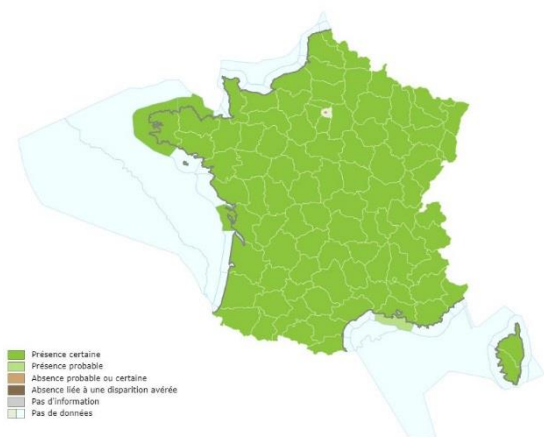 Présence certaine
Présence probable
Absence probable ou certaine
Absence liée à une disparition avérée
Pas d'information
Pas de données